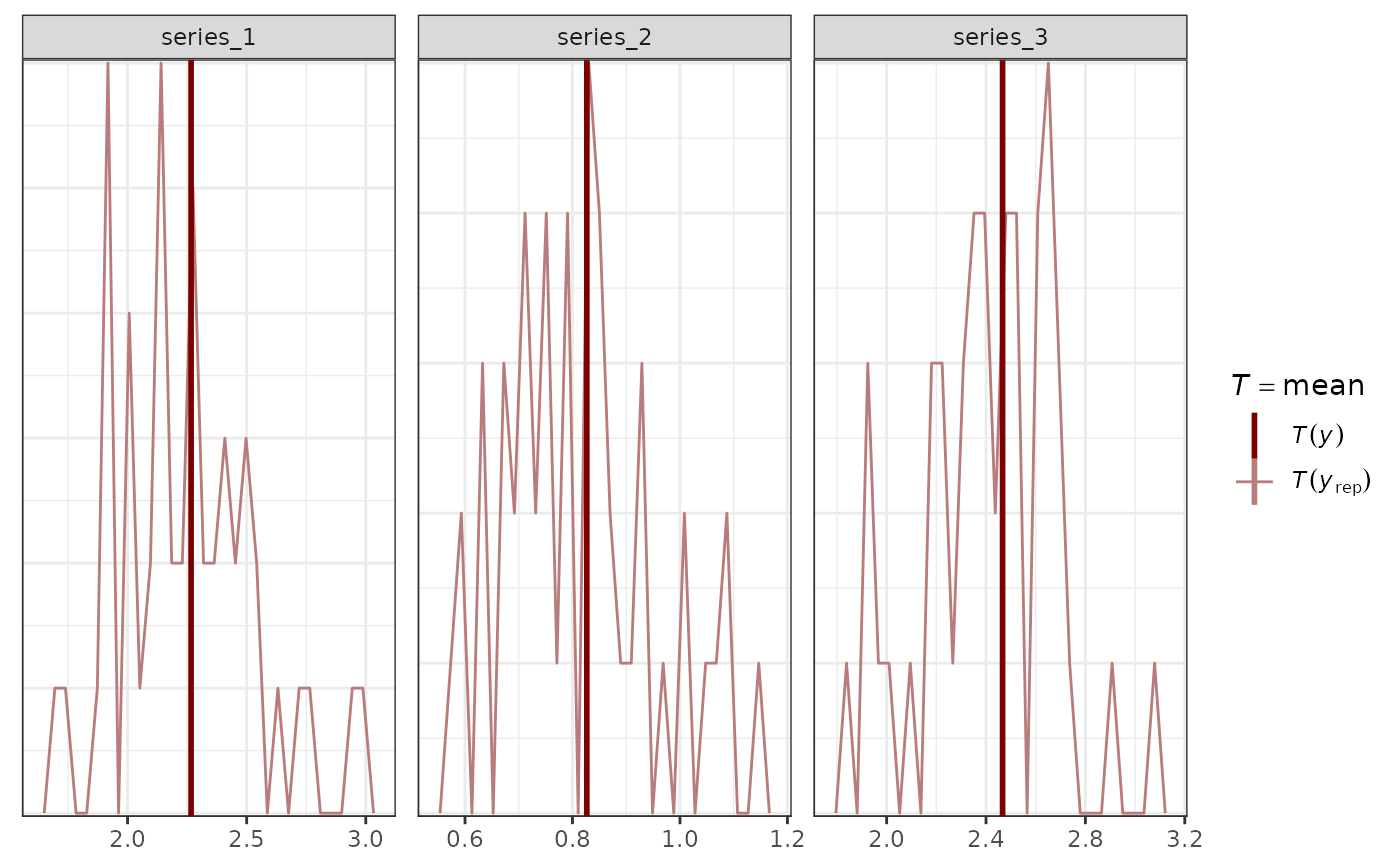 series_1 series_2 series_3
T = mean
T(y)
T(yrep)
2.0 2.5 3.0 0.6 0.8 1.0 1.2 2.0 2.4 2.8 3.2